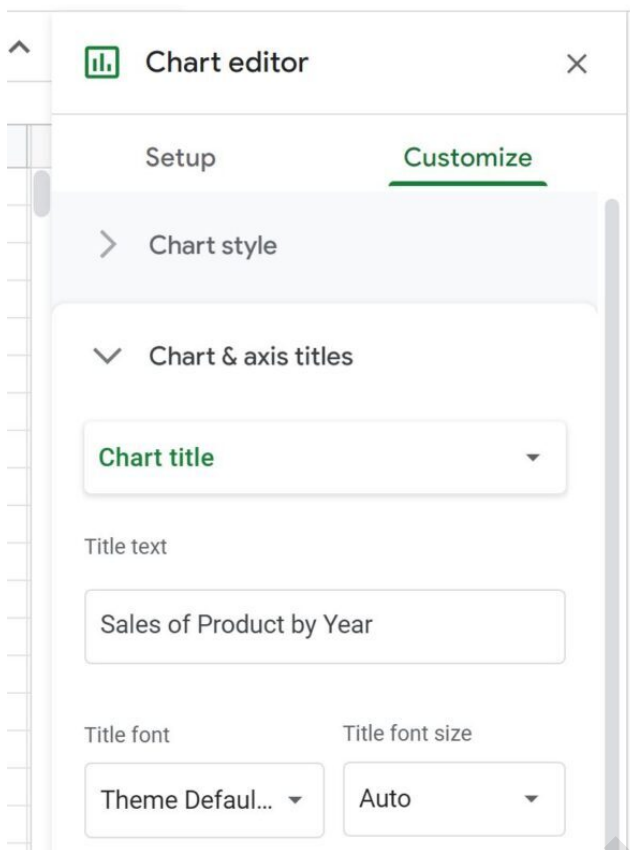 Chart editor
Setup Customize
Chart style
Chart & axis titles
Chart title
Title text
Sales of Product by Year
Title font Title font size
Theme Defaul... Auto